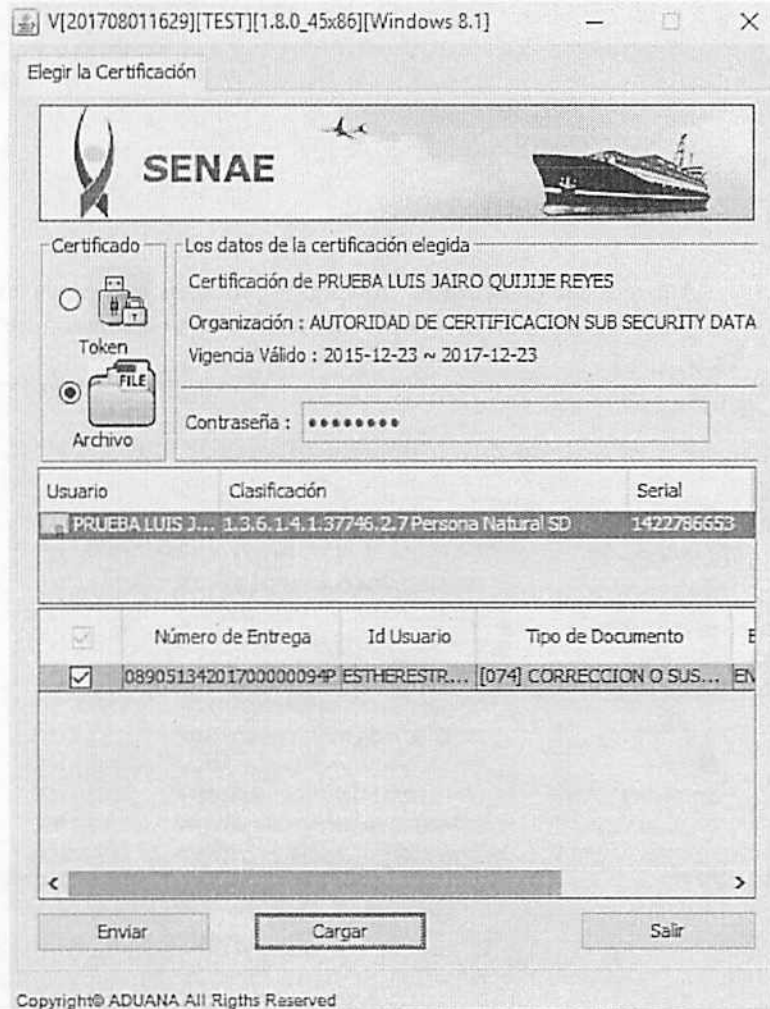 V[201708011629][TEST][1.8.0_45x86][Windows 8.1]
Elegir la Certificación
SENAE
Certificado
Los datos de la certificación elegida
Certificación de PRUEBA LUIS JAIRO QUIJIJE REYES
Organización : AUTORIDAD DE CERTIFICACION SUB SECURITY DATA
Token
Vigencia Válido : 2015-12-23 ~ 2017-12-23
FILE
Archivo
Contraseña : ••••••••
Usuario Clasificación Serial
PRUEBA LUIS J... 1.3.6.1.4.1.37746.2.7 Persona Natural SD 1422786653
Número de Entrega Id Usuario Tipo de Documento E
08905134201700000094P ESTHERESTR... [074] CORRECCION O SUS... EN
Enviar Cargar Salir
Copyright© ADUANA All Rigths Reserved